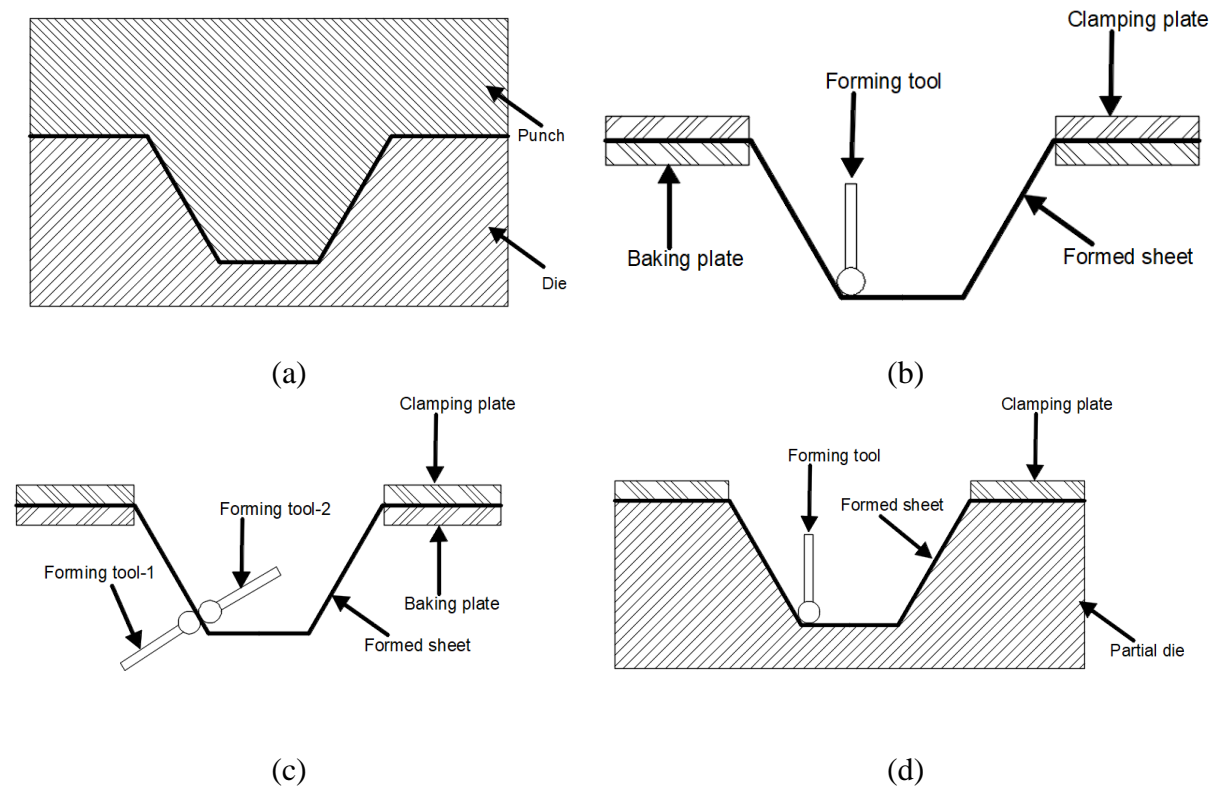 Punch
Die
(a)
Clamping plate
Forming tool
Baking plate
Formed sheet
(b)
Clamping plate
Forming tool-2
Forming tool-1
Baking plate
Formed sheet
(c)
Clamping plate
Forming tool
Formed sheet
Partial die
(d)